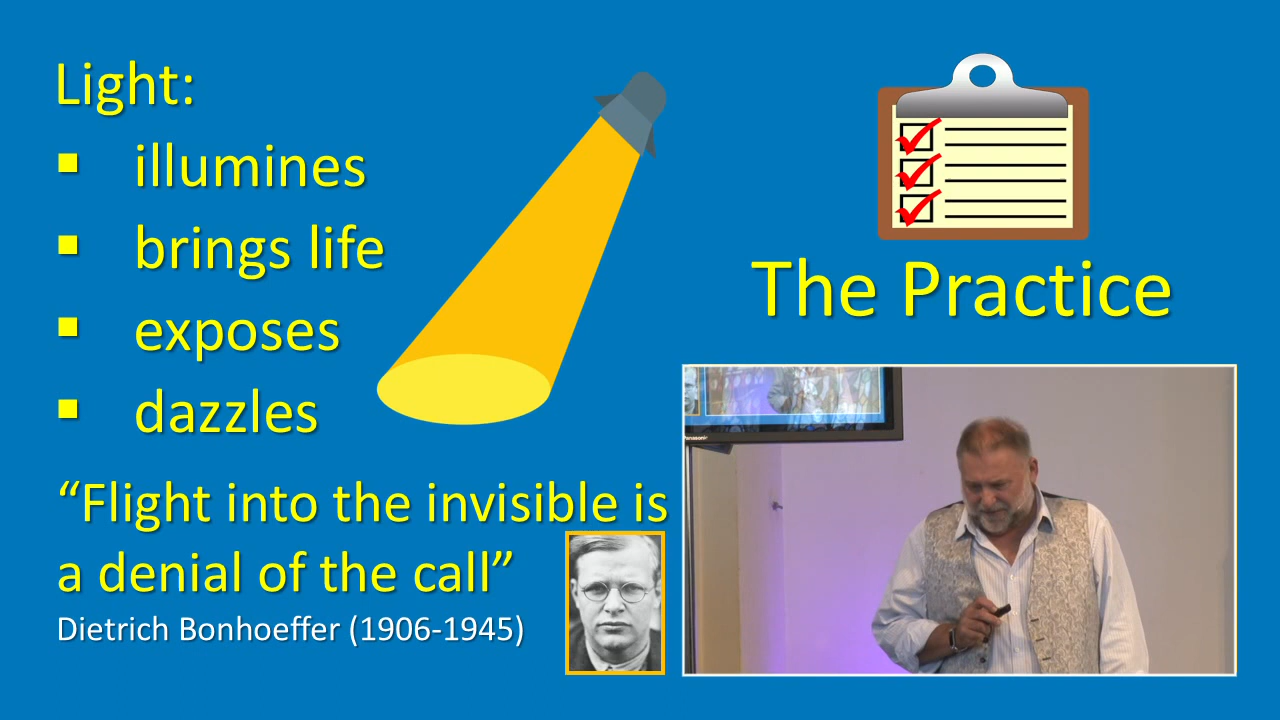 Light:
▪ illumines
▪ brings life
▪ exposes
▪ dazzles
“Flight into the invisible is
a denial of the call”
Dietrich Bonhoeffer (1906-1945)
The Practice
Panasonic